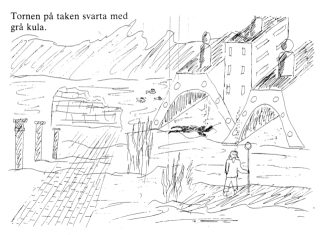 Tornen på taken svarta med
grå kula.